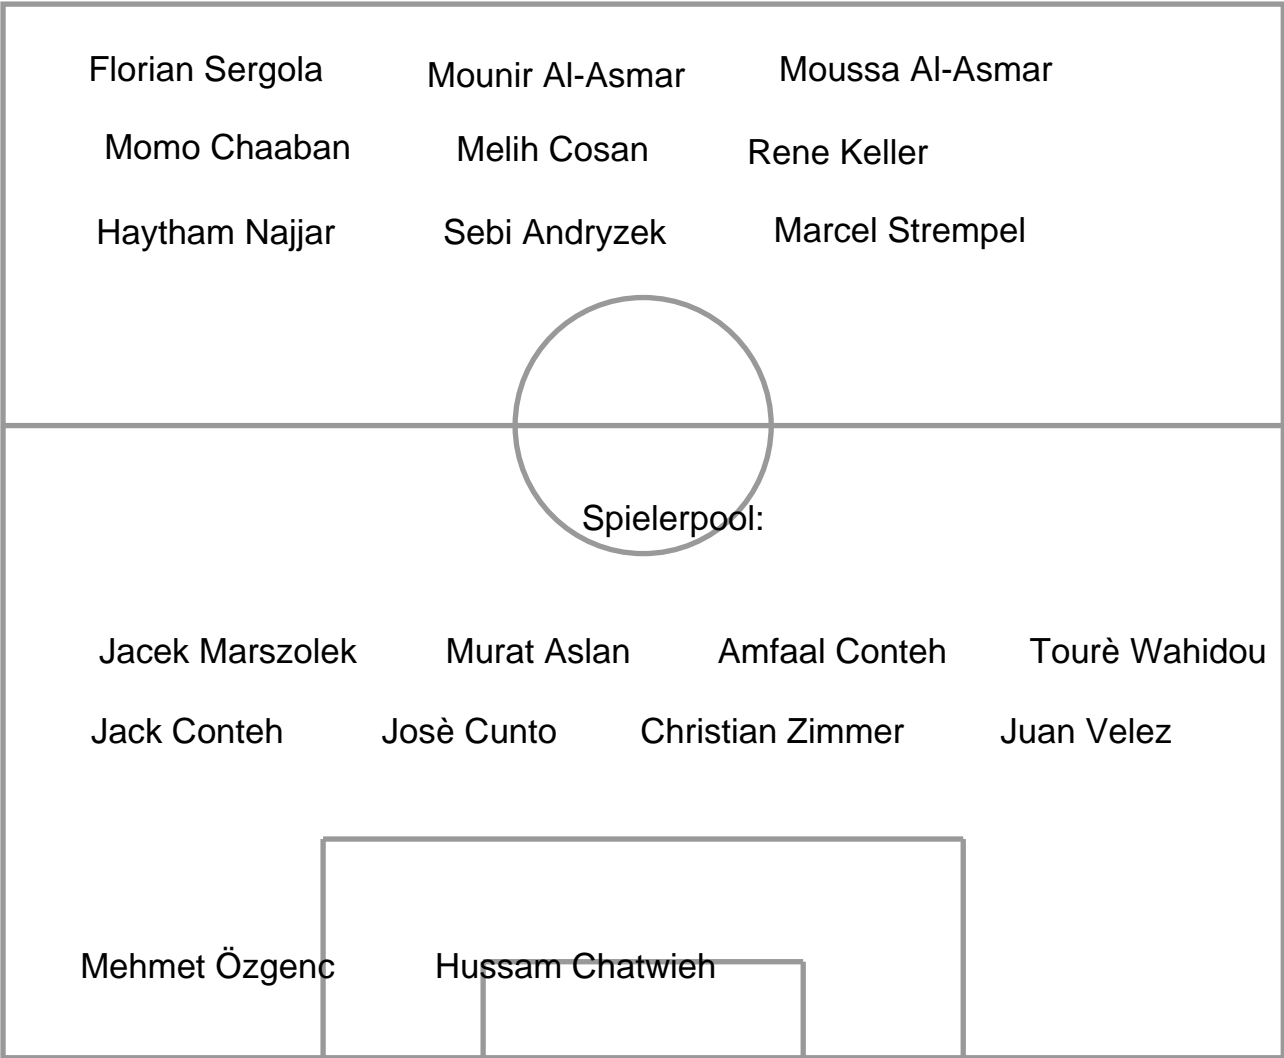 Florian Sergola Mounir Al-Asmar Moussa Al-Asmar
Momo Chaaban Melih Cosan Rene Keller
Haytham Najjar Sebi Andryzek Marcel Strempel
Spielerpool:
Jacek Marszolek Murat Aslan Amfaal Conteh Tourè Wahidou
Jack Conteh Josè Cunto Christian Zimmer Juan Velez
Mehmet Özgenc Hussam Chatwieh